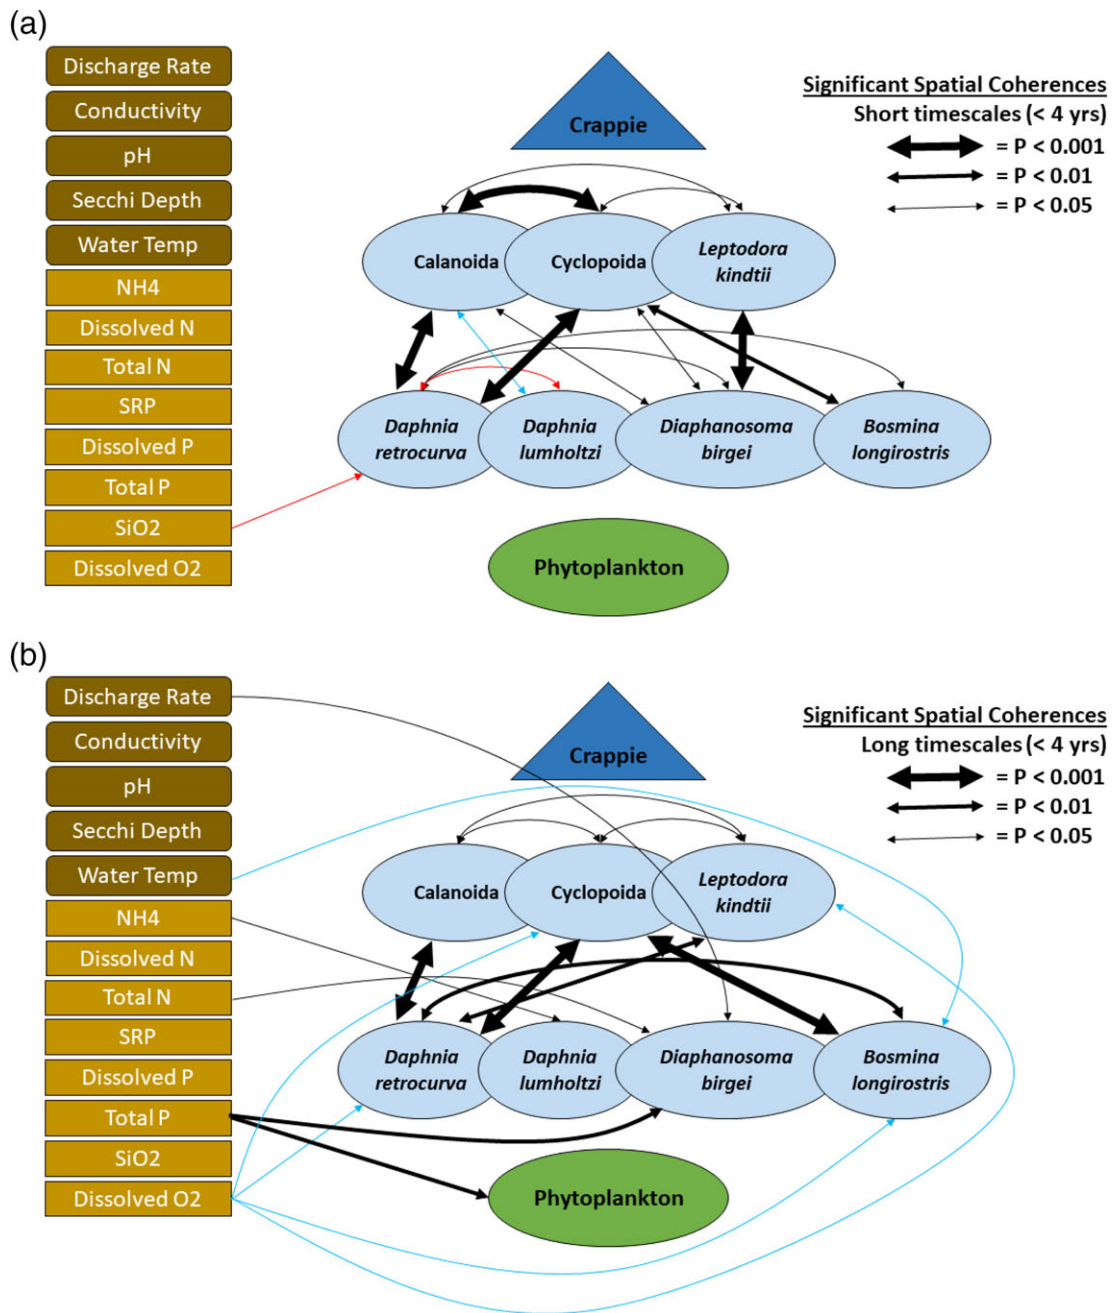 (a)
Discharge Rate
Conductivity
pH
Secchi Depth
Water Temp
NH4
Dissolved N
Total N
SRP
Dissolved P
Total P
SiO2
Dissolved O2
Crappie
Significant Spatial Coherences
Short timescales (< 4 yrs)
= P < 0.001
= P < 0.01
= P < 0.05
Calanoida
Cyclopoida
Leptodora
kindtii
Daphnia
retrocurva
Daphnia
lumholtzi
Diaphanosoma
birgei
Bosmina
longirostris
Phytoplankton
(b)
Discharge Rate
Conductivity
pH
Secchi Depth
Water Temp
NH4
Dissolved N
Total N
SRP
Dissolved P
Total P
SiO2
Dissolved O2
Crappie
Significant Spatial Coherences
Long timescales (< 4 yrs)
= P < 0.001
= P < 0.01
= P < 0.05
Calanoida
Cyclopoida
Leptodora
kindtii
Daphnia
retrocurva
Daphnia
lumholtzi
Diaphanosoma
birgei
Bosmina
longirostris
Phytoplankton